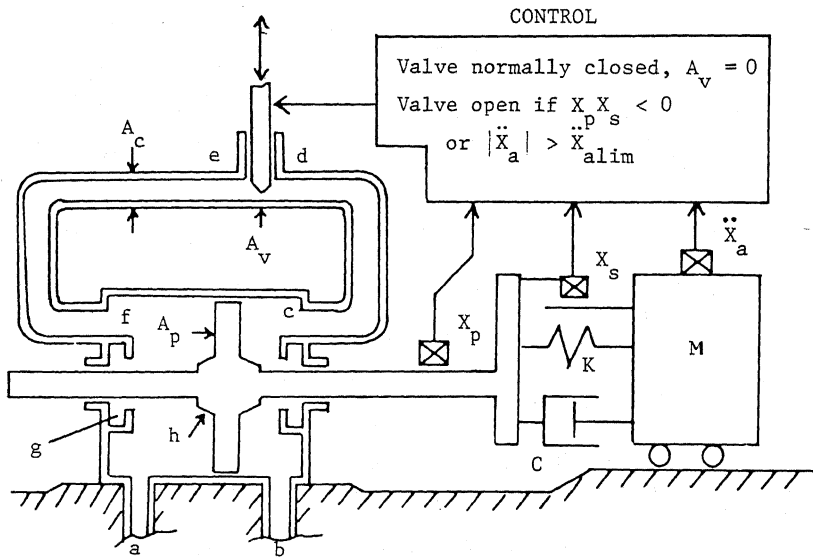 CONTROL
Valve normally closed, A_v = 0
Valve open if X_p X_s < 0
or |Ẍ_a| > Ẍ_alim
A_c
e
d
A_v
Ẍ_a
X_s
f
A_p
c
X_p
K
M
g
h
C
a
b